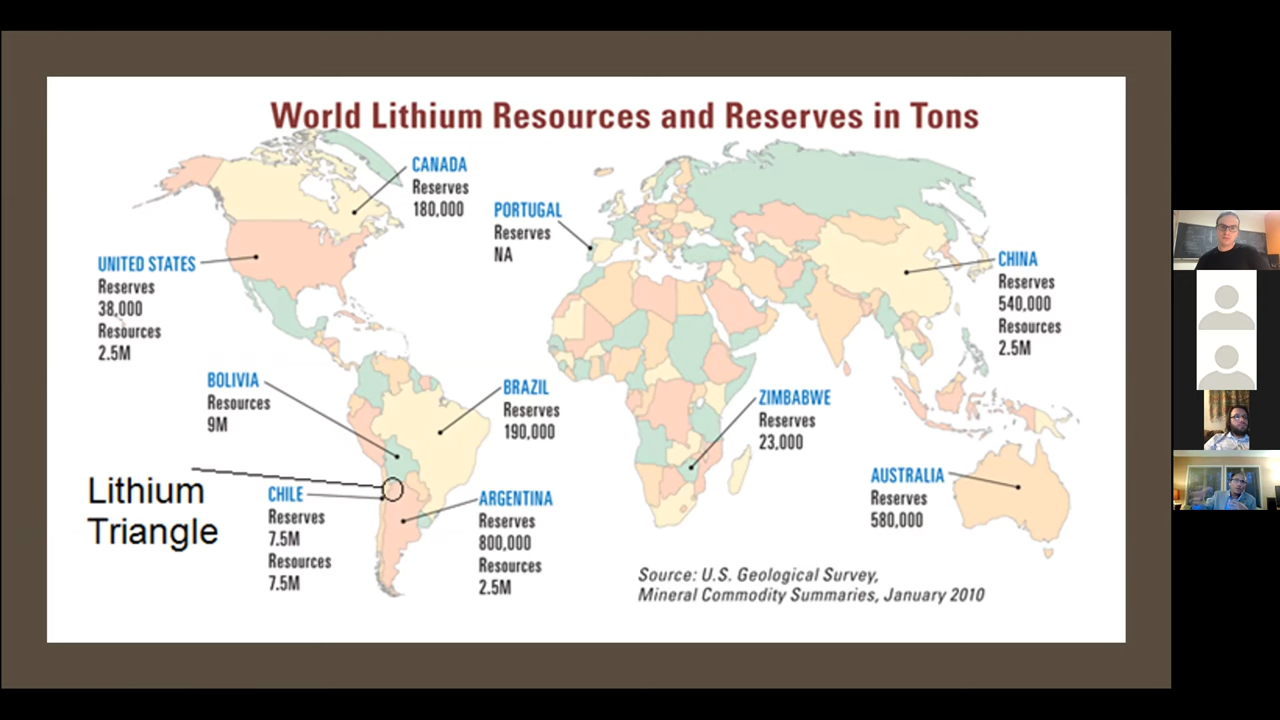 World Lithium Resources and Reserves in Tons
CANADA
Reserves
180,000
PORTUGAL
Reserves
NA
UNITED STATES
Reserves
38,000
Resources
2.5M
CHINA
Reserves
540,000
Resources
2.5M
BOLIVIA
Resources
9M
BRAZIL
Reserves
190,000
ZIMBABWE
Reserves
23,000
Lithium
Triangle
CHILE
Reserves
7.5M
Resources
7.5M
ARGENTINA
Reserves
800,000
Resources
2.5M
AUSTRALIA
Reserves
580,000
Source: U.S. Geological Survey,
Mineral Commodity Summaries, January 2010